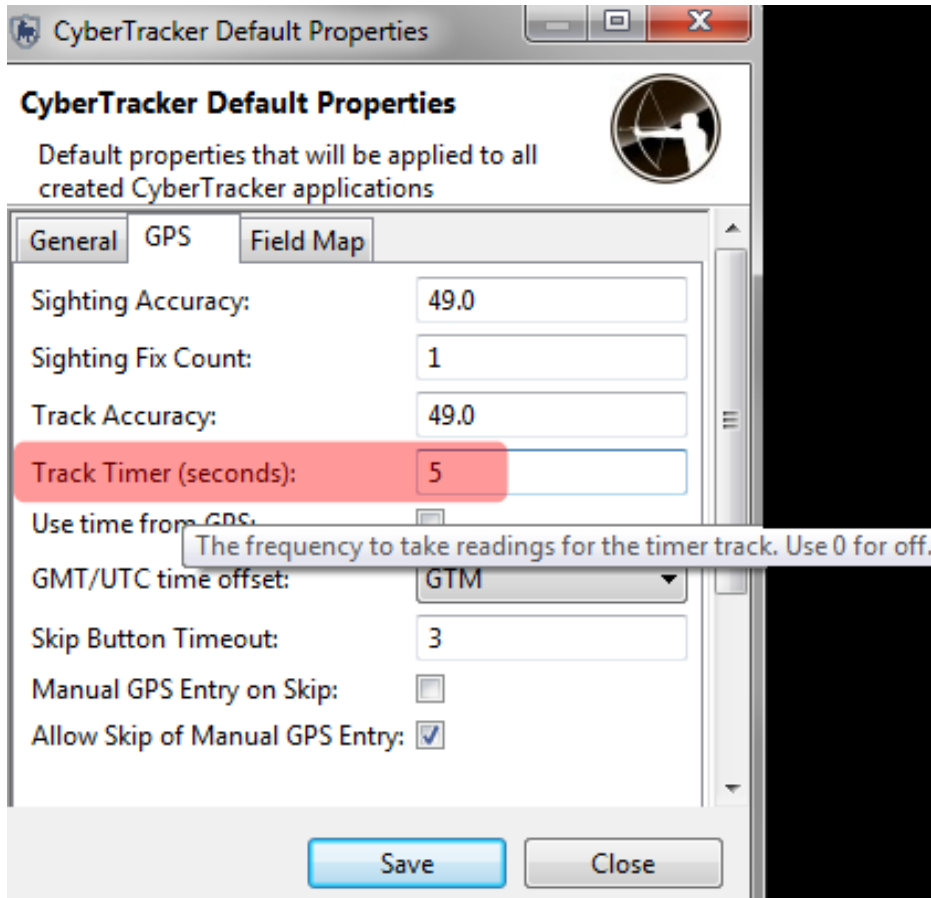 CyberTracker Default Properties
CyberTracker Default Properties
Default properties that will be applied to all
created CyberTracker applications
General GPS Field Map
Sighting Accuracy: 49.0
Sighting Fix Count: 1
Track Accuracy: 49.0
Track Timer (seconds): 5
Use time from GPS:
The frequency to take readings for the timer track. Use 0 for off.
GMT/UTC time offset: GTM
Skip Button Timeout: 3
Manual GPS Entry on Skip:
Allow Skip of Manual GPS Entry:
Save Close